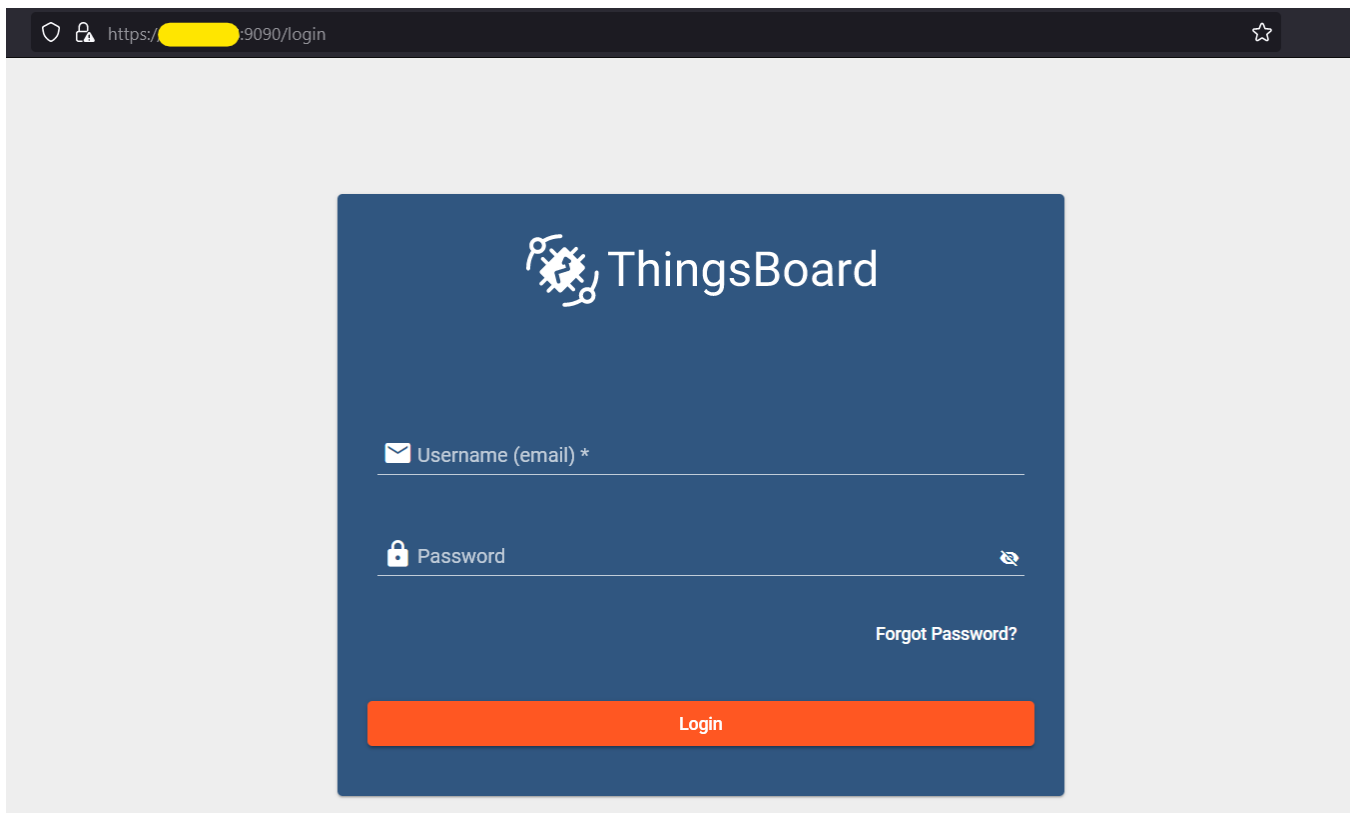 https:/ :9090/login
ThingsBoard
Username (email) *
Password
Forgot Password?
Login